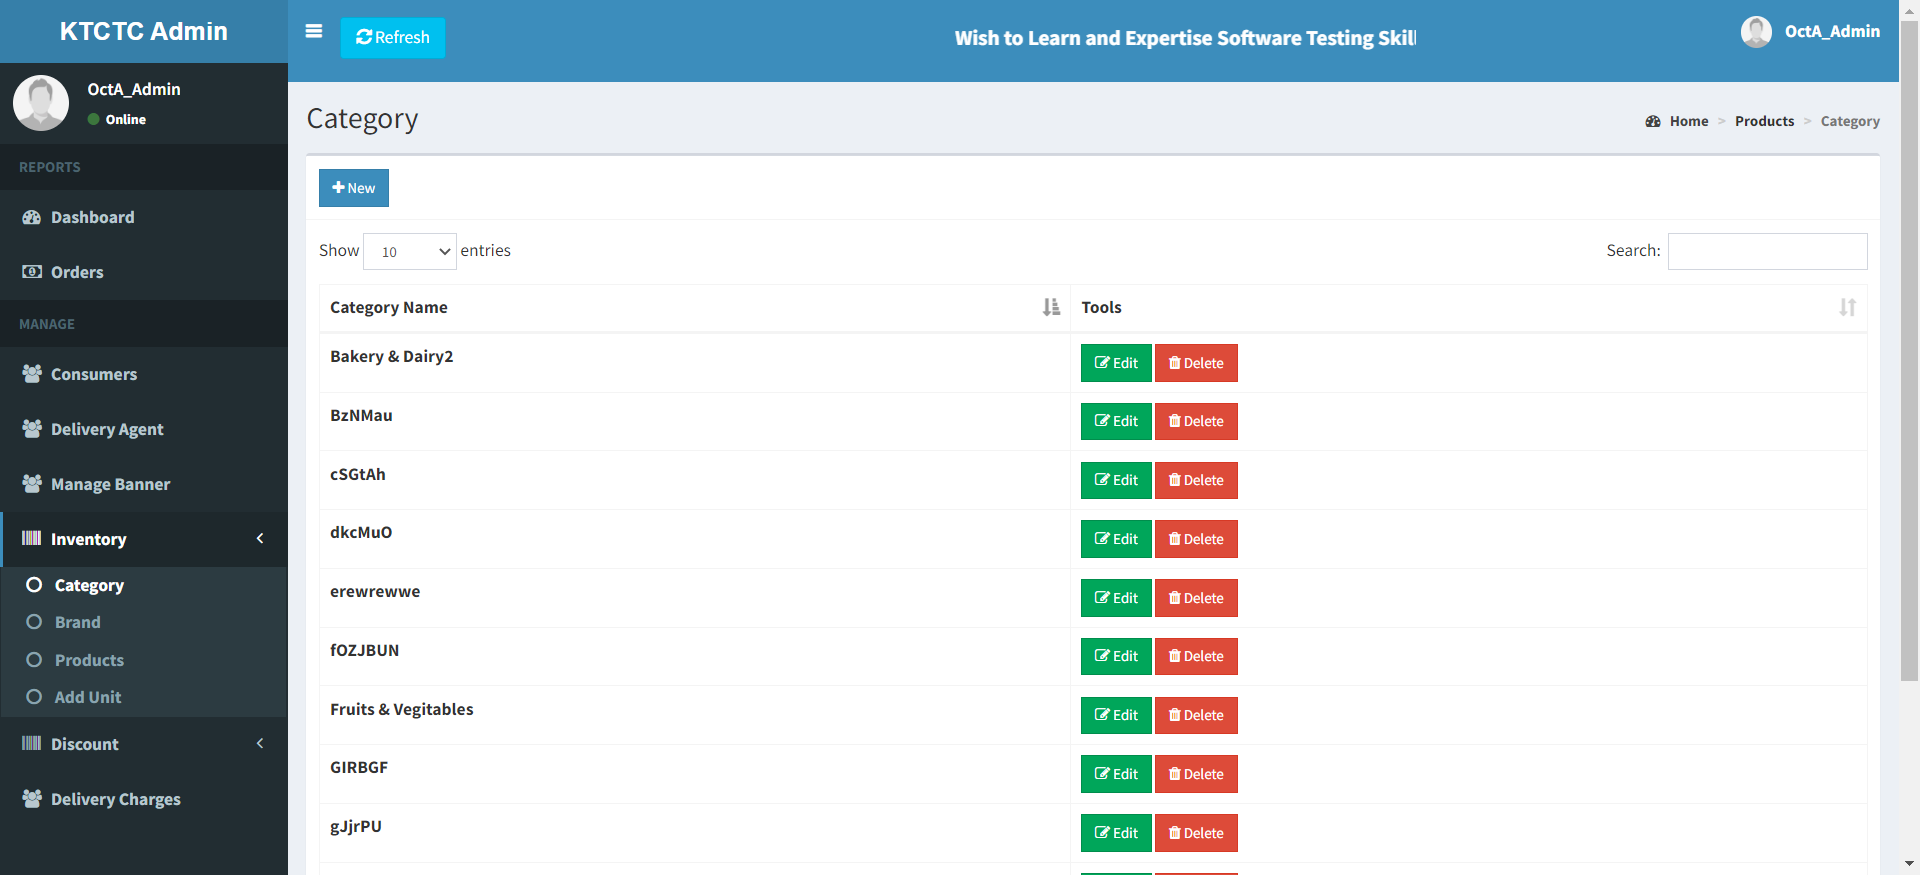 KTCTC Admin
Refresh
Wish to Learn and Expertise Software Testing Skil
OctA_Admin
OctA_Admin
Online
REPORTS
Dashboard
Orders
MANAGE
Consumers
Delivery Agent
Manage Banner
Inventory
Category
Brand
Products
Add Unit
Discount
Delivery Charges
Category
Home > Products > Category
New
Show 10 entries
Search:
Category Name Tools
Bakery & Dairy2 Edit Delete
BzNMau Edit Delete
cSGtAh Edit Delete
dkcMuO Edit Delete
erewrewwe Edit Delete
fOZJBUN Edit Delete
Fruits & Vegitables Edit Delete
GIRBGF Edit Delete
gJjrPU Edit Delete